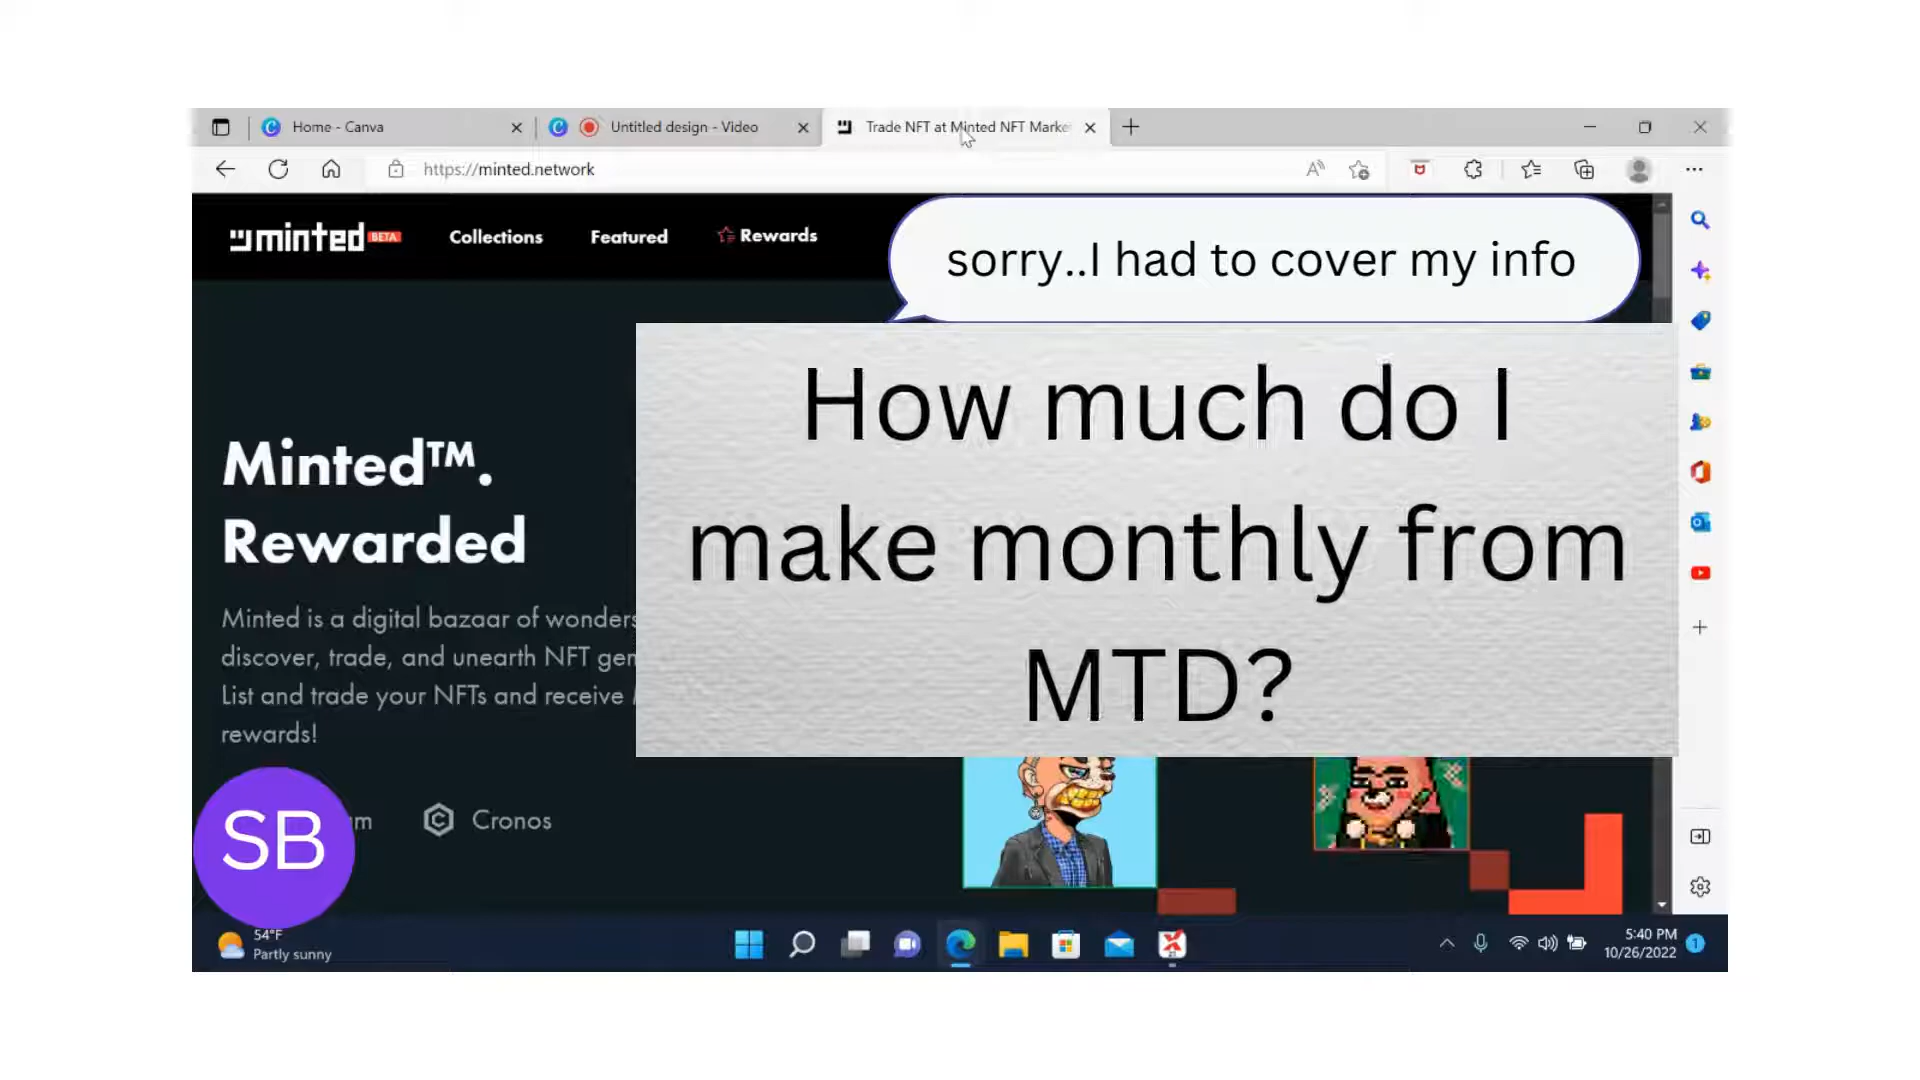 Home - Canva
Untitled design - Video
Trade NFT at Minted NFT Marke
https://minted.network
minted BETA
Collections
Featured
Rewards
sorry..I had to cover my info
How much do I
make monthly from
MTD?
Minted™.
Rewarded
Minted is a digital bazaar of wonders
discover, trade, and unearth NFT
List and trade your NFTs and receive
rewards!
SB
Cronos
54°F
Partly sunny
5:40 PM
10/26/2022
1